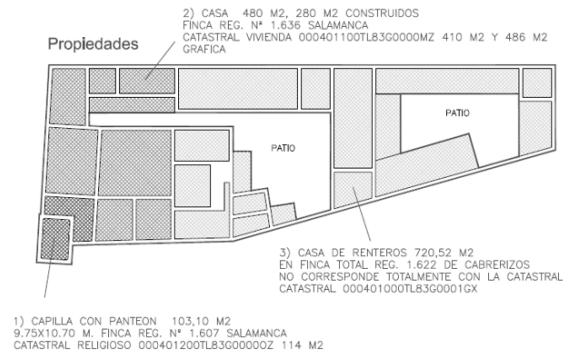 2) CASA 480 M2, 280 M2 CONSTRUIDOS
FINCA REG. Nº 1.636 SALAMANCA
CATASTRAL VIVIENDA 000401100TL83G0000MZ 410 M2 Y 486 M2
GRAFICA
Propiedades
PATIO
PATIO
3) CASA DE RENTEROS 720,52 M2
EN FINCA TOTAL REG. 1.622 DE CABRERIZOS
NO CORRESPONDE TOTALMENTE CON LA CATASTRAL
CATASTRAL 000401000TL83G0001GX
1) CAPILLA CON PANTEON 103,10 M2
9.75X10.70 M. FINCA REG. Nº 1.607 SALAMANCA
CATASTRAL RELIGIOSO 000401200TL83G0000OZ 114 M2